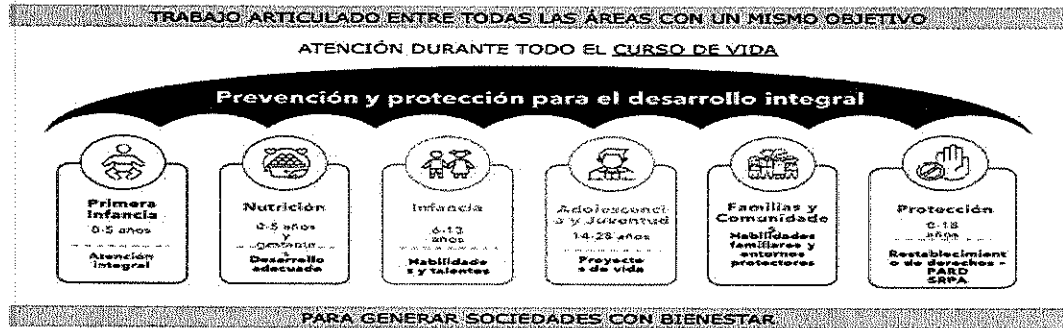 TRABAJO ARTICULADO ENTRE TODAS LAS ÁREAS CON UN MISMO OBJETIVO
ATENCIÓN DURANTE TODO EL CURSO DE VIDA
Prevención y protección para el desarrollo integral
Primera
Infancia
0-5 años
Atención
integral
Nutrición
0-5 años
y
Desarrollo
adecuado
Infancia
6-13
años
Habilidade
s y talentos
Adolescenci
a y Juventud
14-28 años
Proyecto
s de vida
Familias y
Comunidade
s
Habilidades
familiares y
entornos
protectores
Protección
0-18
años
Restablecimient
o de derechos -
PARD
SRPA
PARA GENERAR SOCIEDADES CON BIENESTAR